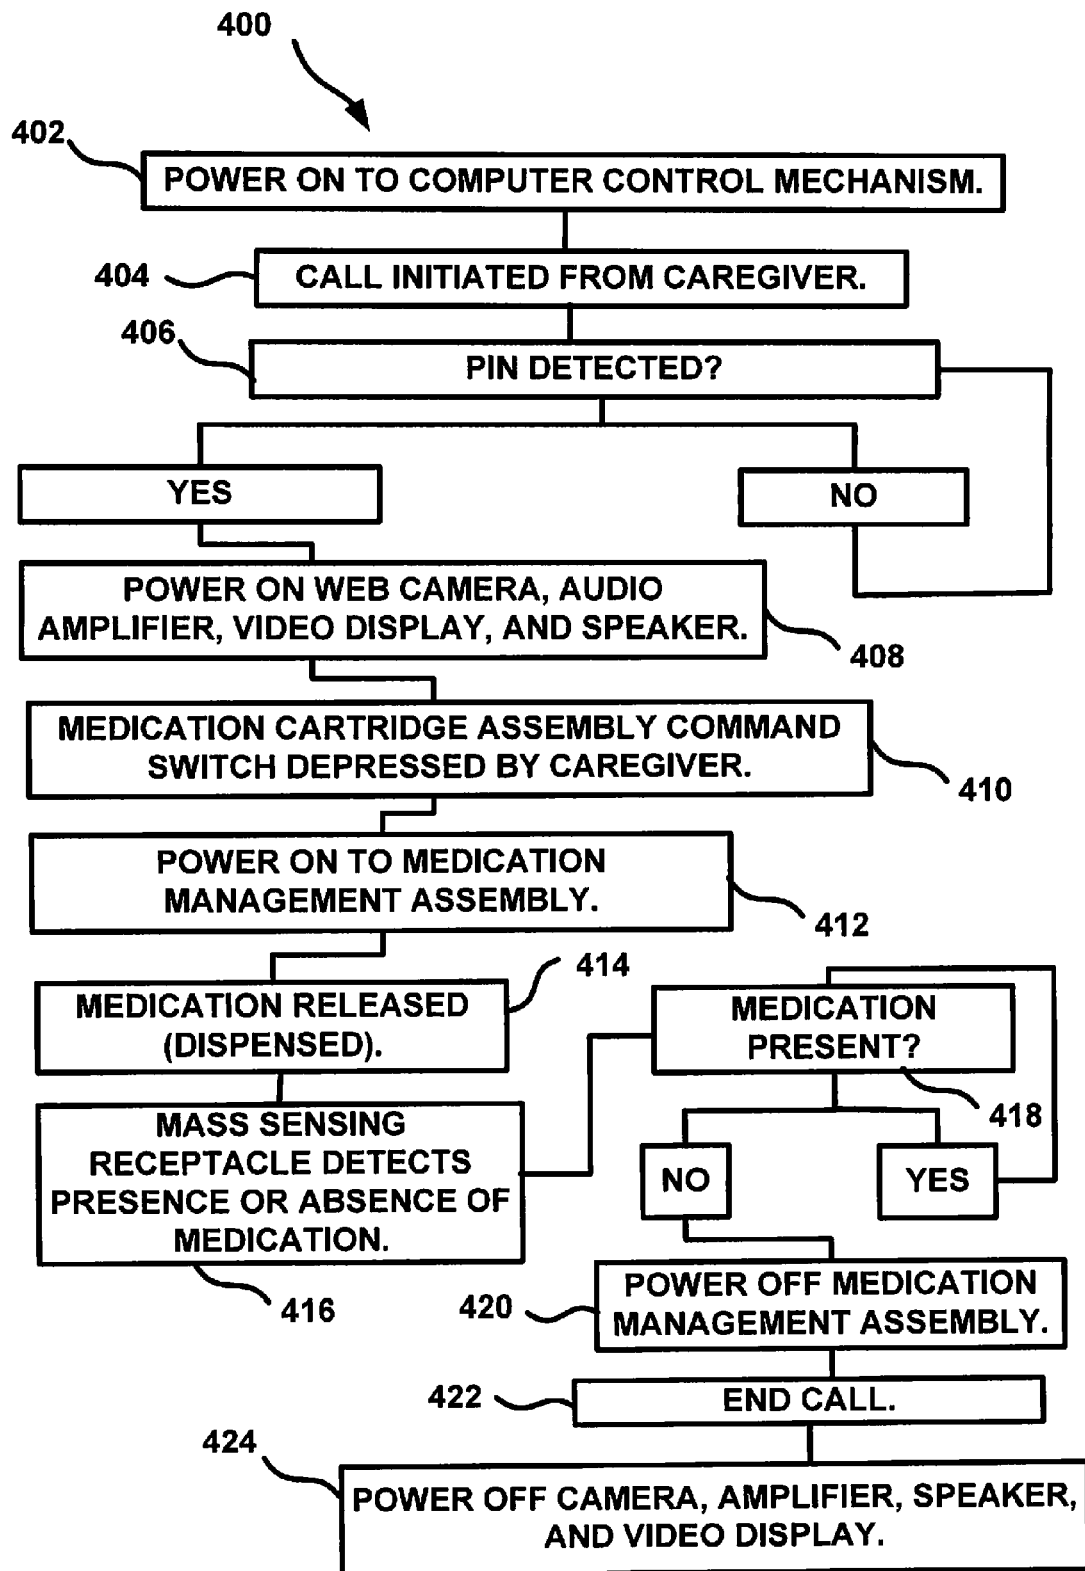 400
402
POWER ON TO COMPUTER CONTROL MECHANISM.
404
CALL INITIATED FROM CAREGIVER.
406
PIN DETECTED?
YES
NO
POWER ON WEB CAMERA, AUDIO
AMPLIFIER, VIDEO DISPLAY, AND SPEAKER.
408
MEDICATION CARTRIDGE ASSEMBLY COMMAND
SWITCH DEPRESSED BY CAREGIVER.
410
POWER ON TO MEDICATION
MANAGEMENT ASSEMBLY.
412
MEDICATION RELEASED
(DISPENSED).
414
MASS SENSING
RECEPTACLE DETECTS
PRESENCE OR ABSENCE OF
MEDICATION.
416
MEDICATION
PRESENT?
418
NO
YES
420
POWER OFF MEDICATION
MANAGEMENT ASSEMBLY.
422
END CALL.
424
POWER OFF CAMERA, AMPLIFIER, SPEAKER,
AND VIDEO DISPLAY.